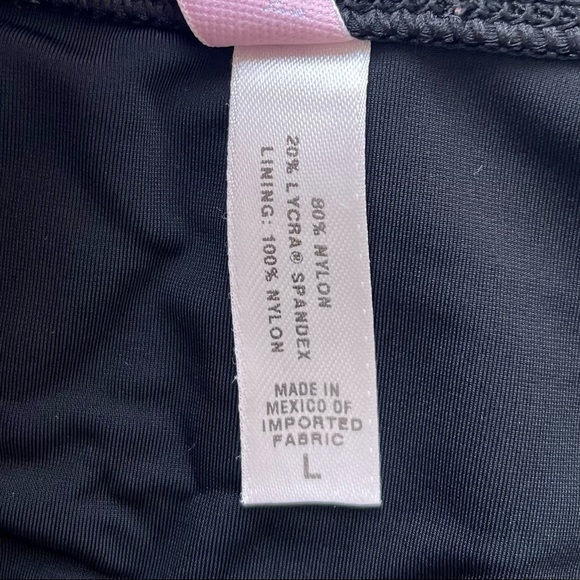 80% NYLON
20% LYCRA® SPANDEX
LINING: 100% NYLON
MADE IN
MEXICO OF
IMPORTED
FABRIC
L